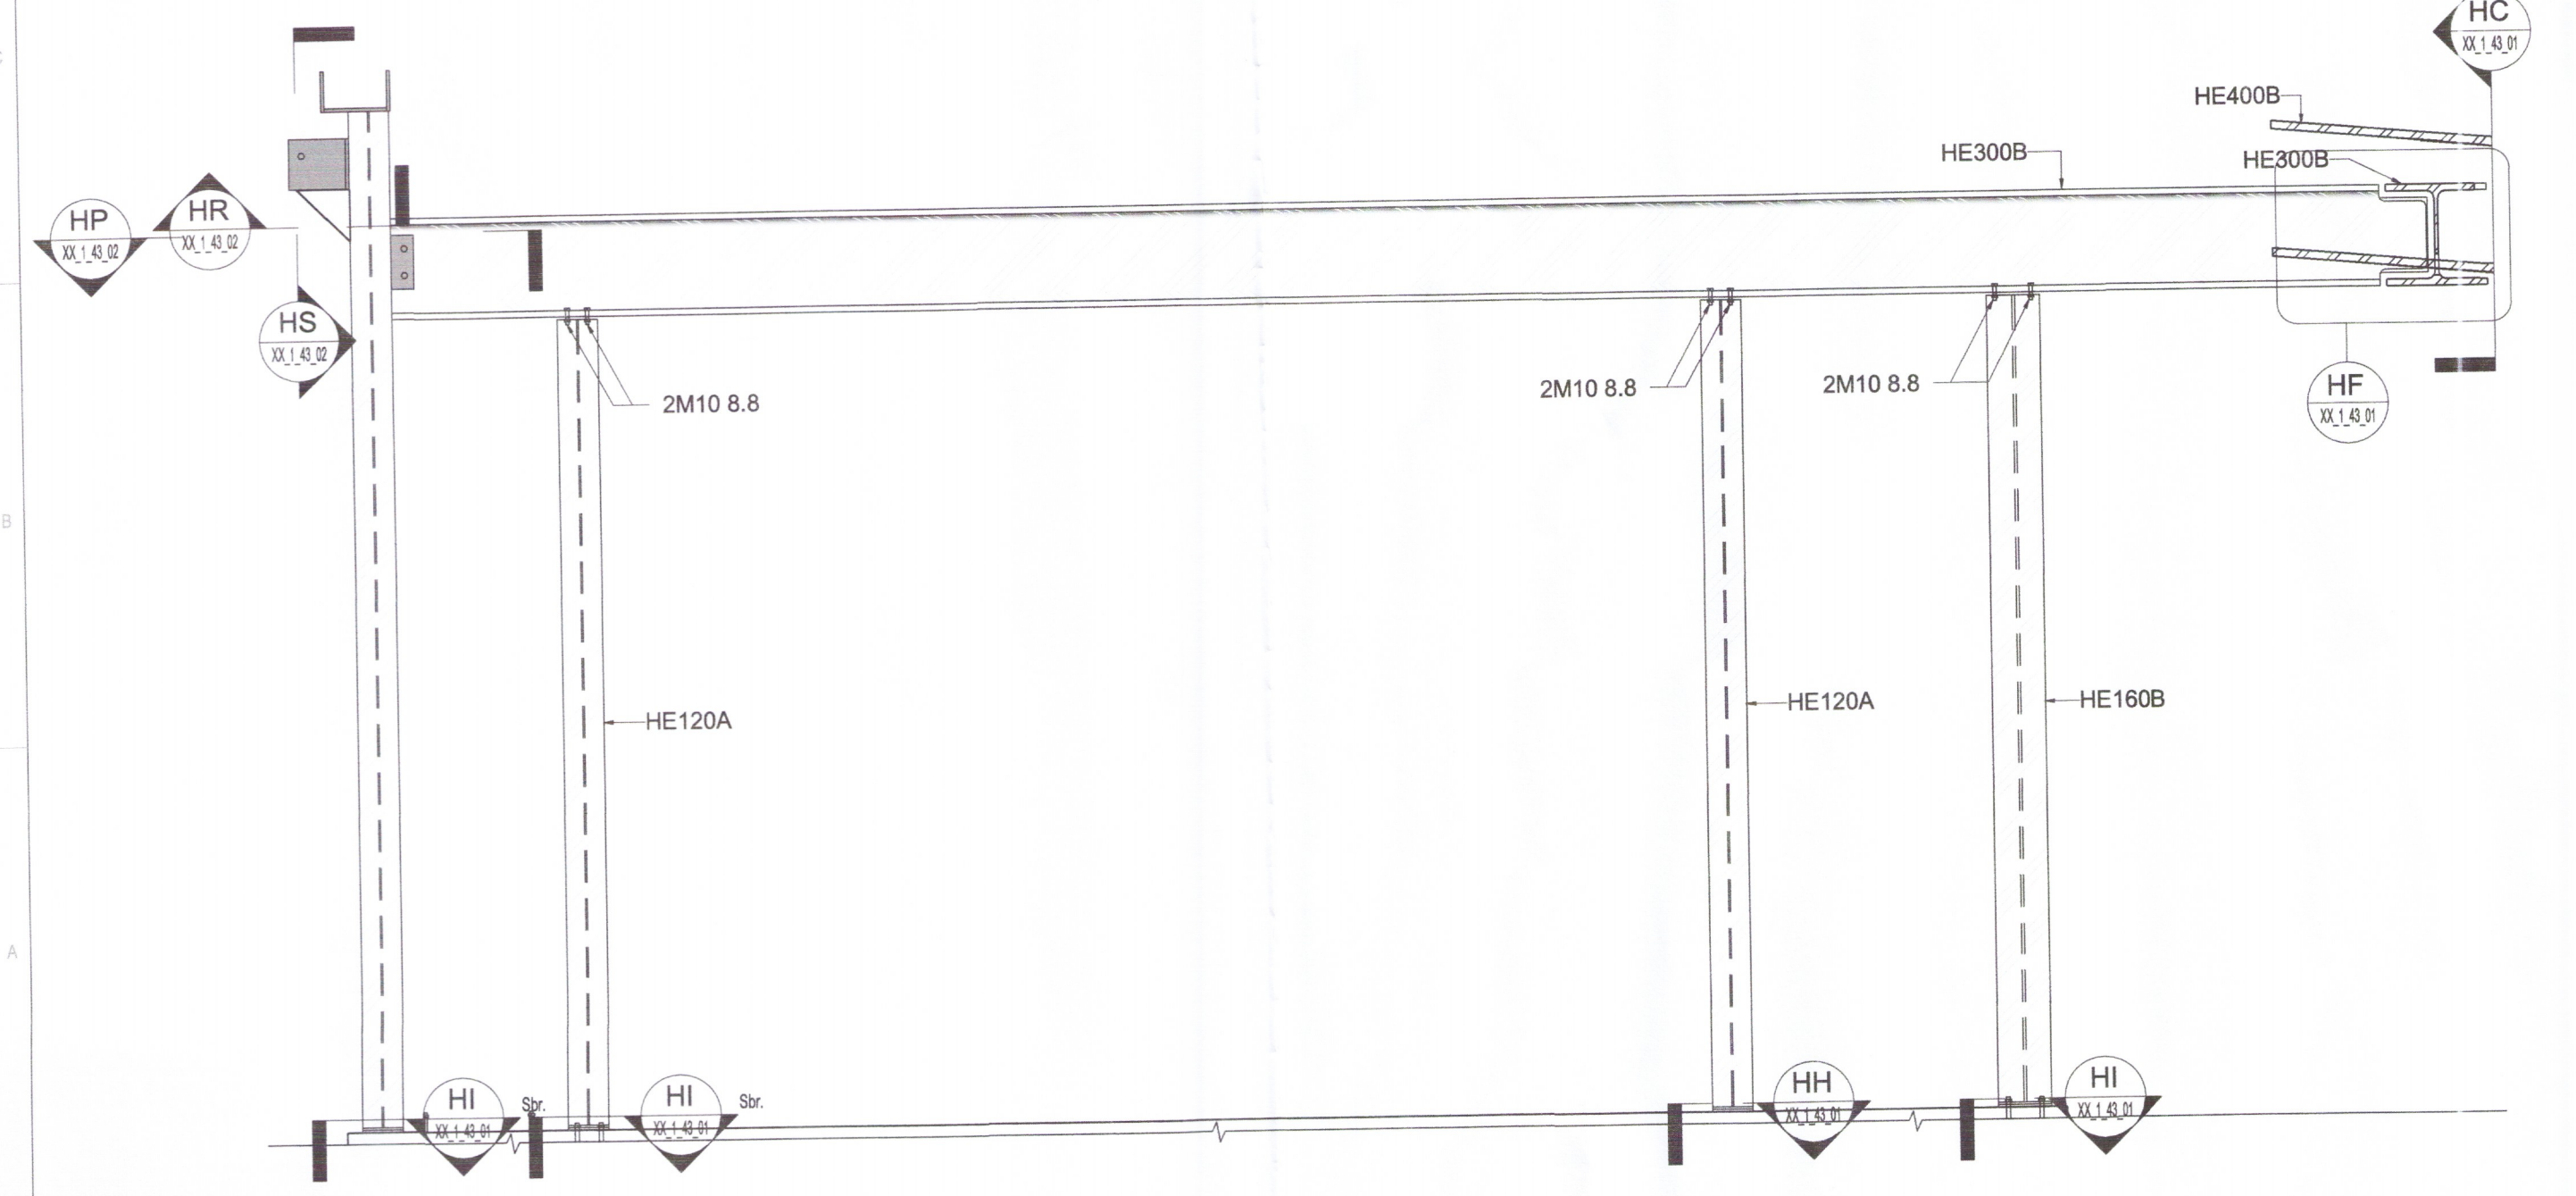 HC
XX_1_43_01
HE400B
HE300B
HE300B
HP
XX_1_43_02
HR
XX_1_43_02
HS
XX_1_43_02
2M10 8.8
2M10 8.8
2M10 8.8
HF
XX_1_43_01
B
HE120A
HE120A
HE160B
A
HI
XX_1_43_01
Sbr.
HI
XX_1_43_01
Sbr.
HH
XX_1_43_01
HI
XX_1_43_01